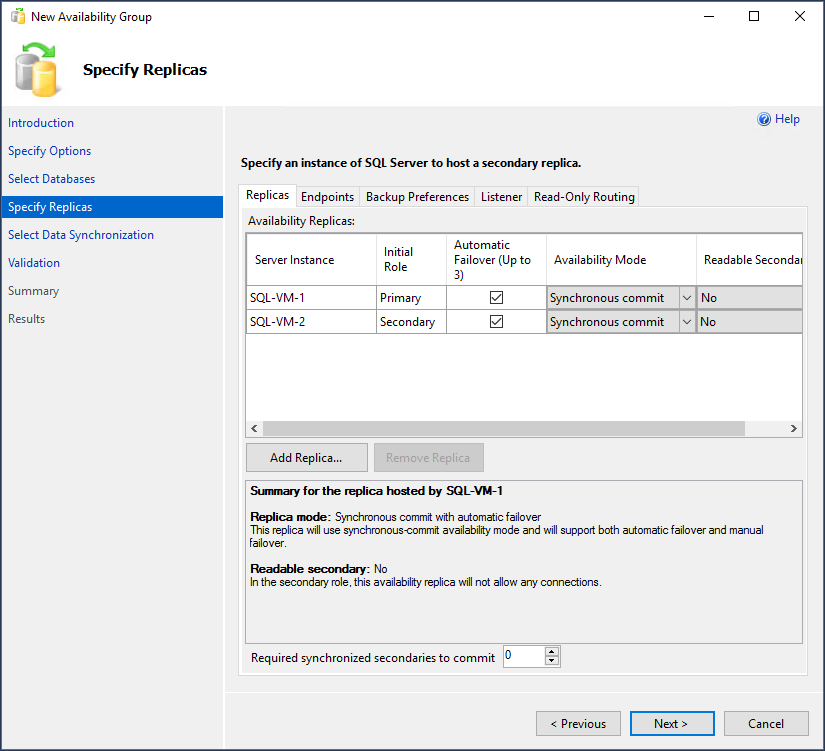 New Availability Group
Specify Replicas
Introduction
Specify Options
Select Databases
Specify Replicas
Select Data Synchronization
Validation
Summary
Results
Help
Specify an instance of SQL Server to host a secondary replica.
Replicas Endpoints Backup Preferences Listener Read-Only Routing
Availability Replicas:
Server Instance Initial Role Automatic Failover (Up to 3) Availability Mode Readable Secondar
SQL-VM-1 Primary Synchronous commit No
SQL-VM-2 Secondary Synchronous commit No
Add Replica... Remove Replica
Summary for the replica hosted by SQL-VM-1
Replica mode: Synchronous commit with automatic failover
This replica will use synchronous-commit availability mode and will support both automatic failover and manual
failover.
Readable secondary: No
In the secondary role, this availability replica will not allow any connections.
Required synchronized secondaries to commit 0
< Previous Next > Cancel